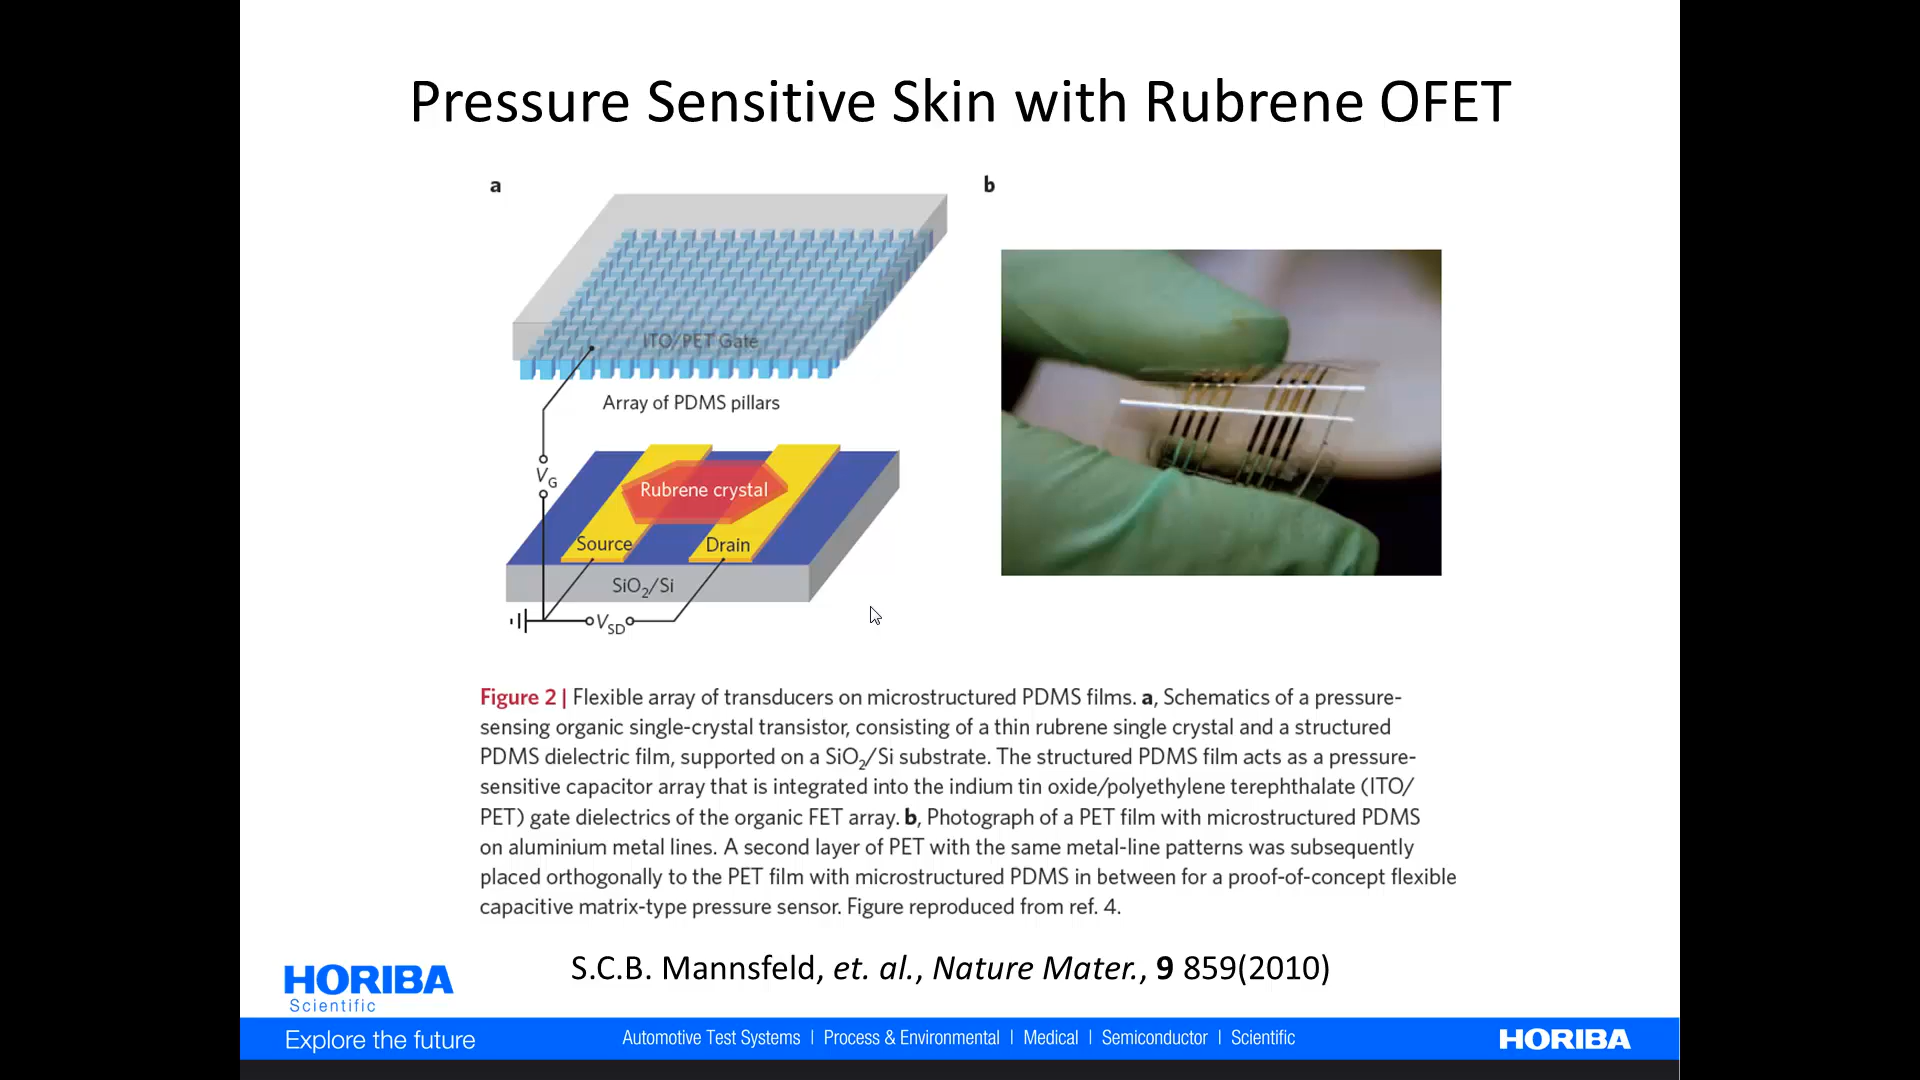 Pressure Sensitive Skin with Rubrene OFET
a
b
ITO/PET Gate
Array of PDMS pillars
V_G
Rubrene crystal
Source
Drain
SiO₂/Si
V_SD
Figure 2 | Flexible array of transducers on microstructured PDMS films. a, Schematics of a pressure-
sensing organic single-crystal transistor, consisting of a thin rubrene single crystal and a structured
PDMS dielectric film, supported on a SiO₂/Si substrate. The structured PDMS film acts as a pressure-
sensitive capacitor array that is integrated into the indium tin oxide/polyethylene terephthalate (ITO/
PET) gate dielectrics of the organic FET array. b, Photograph of a PET film with microstructured PDMS
on aluminium metal lines. A second layer of PET with the same metal-line patterns was subsequently
placed orthogonally to the PET film with microstructured PDMS in between for a proof-of-concept flexible
capacitive matrix-type pressure sensor. Figure reproduced from ref. 4.
S.C.B. Mannsfeld, et. al., Nature Mater., 9 859(2010)
HORIBA
Scientific
Explore the future
Automotive Test Systems | Process & Environmental | Medical | Semiconductor | Scientific
HORIBA